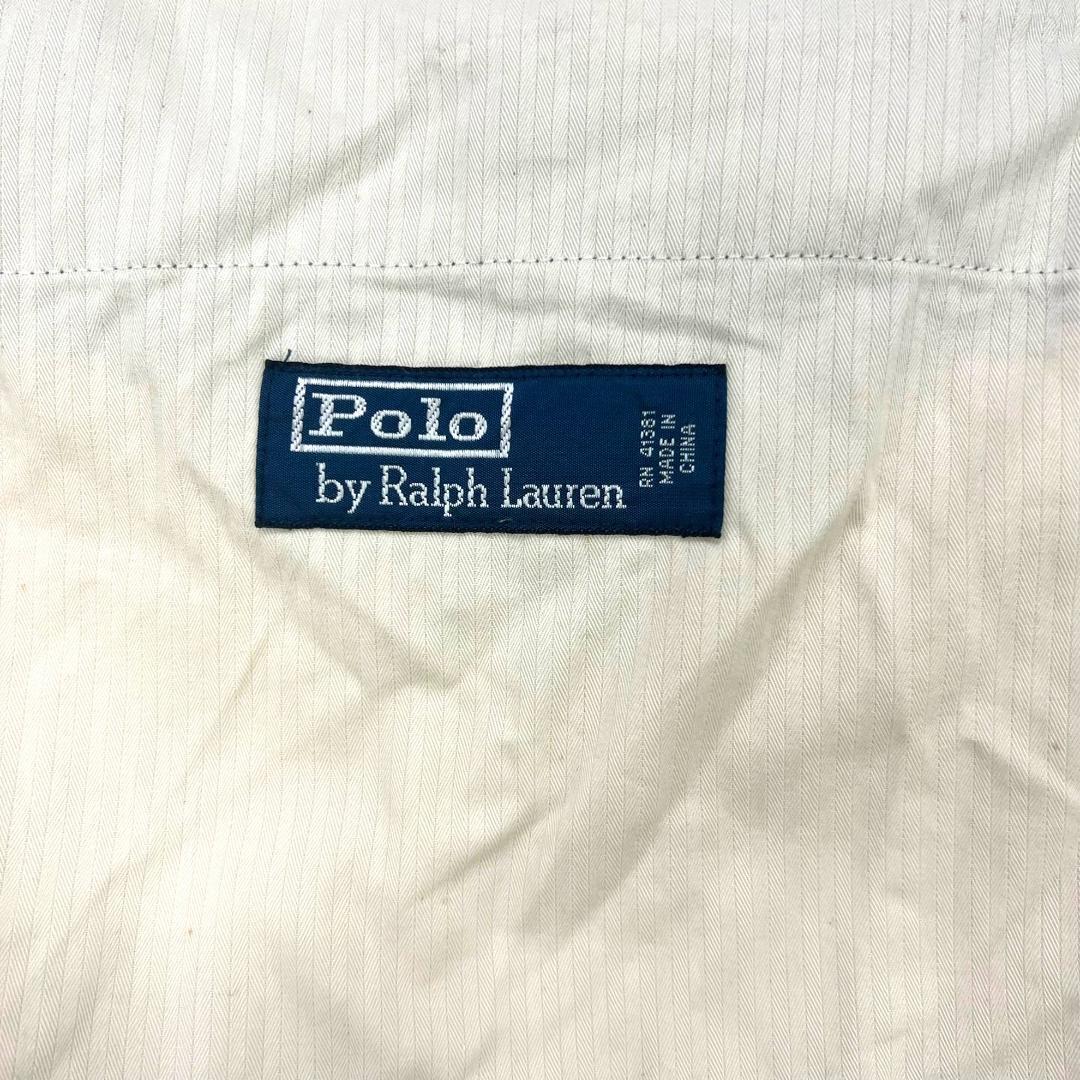 Polo
by Ralph Lauren
RN 41381
MADE IN
CHINA